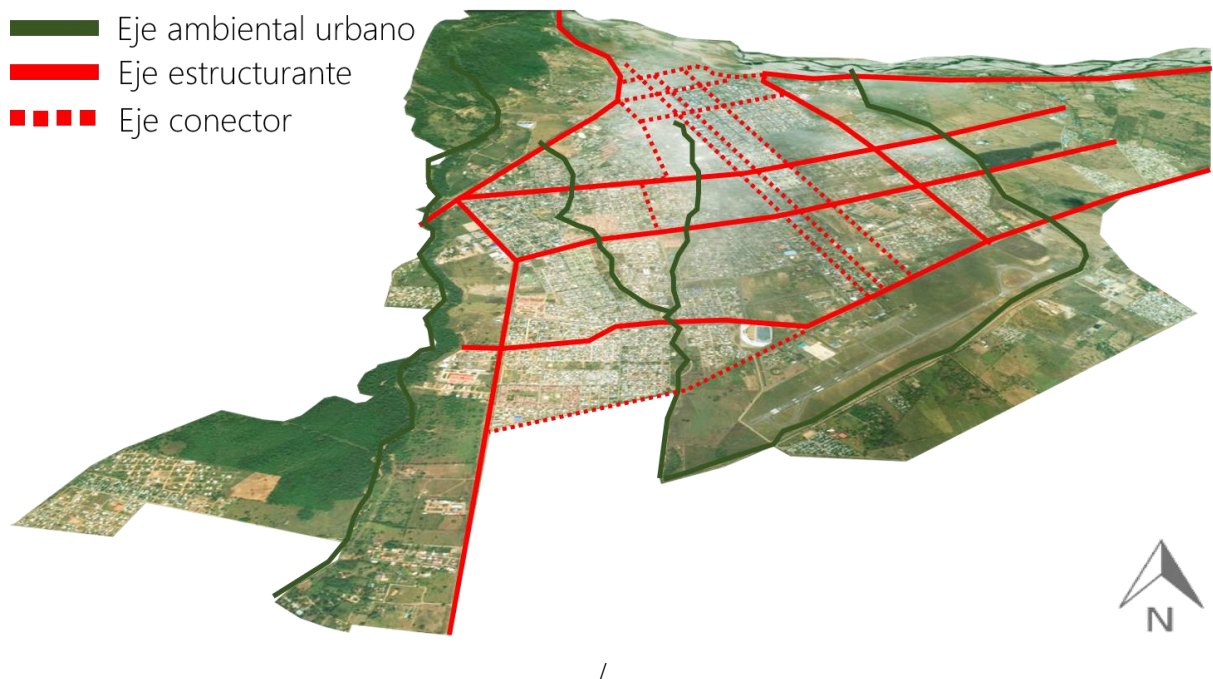 Eje ambiental urbano
Eje estructurante
Eje conector
N
/